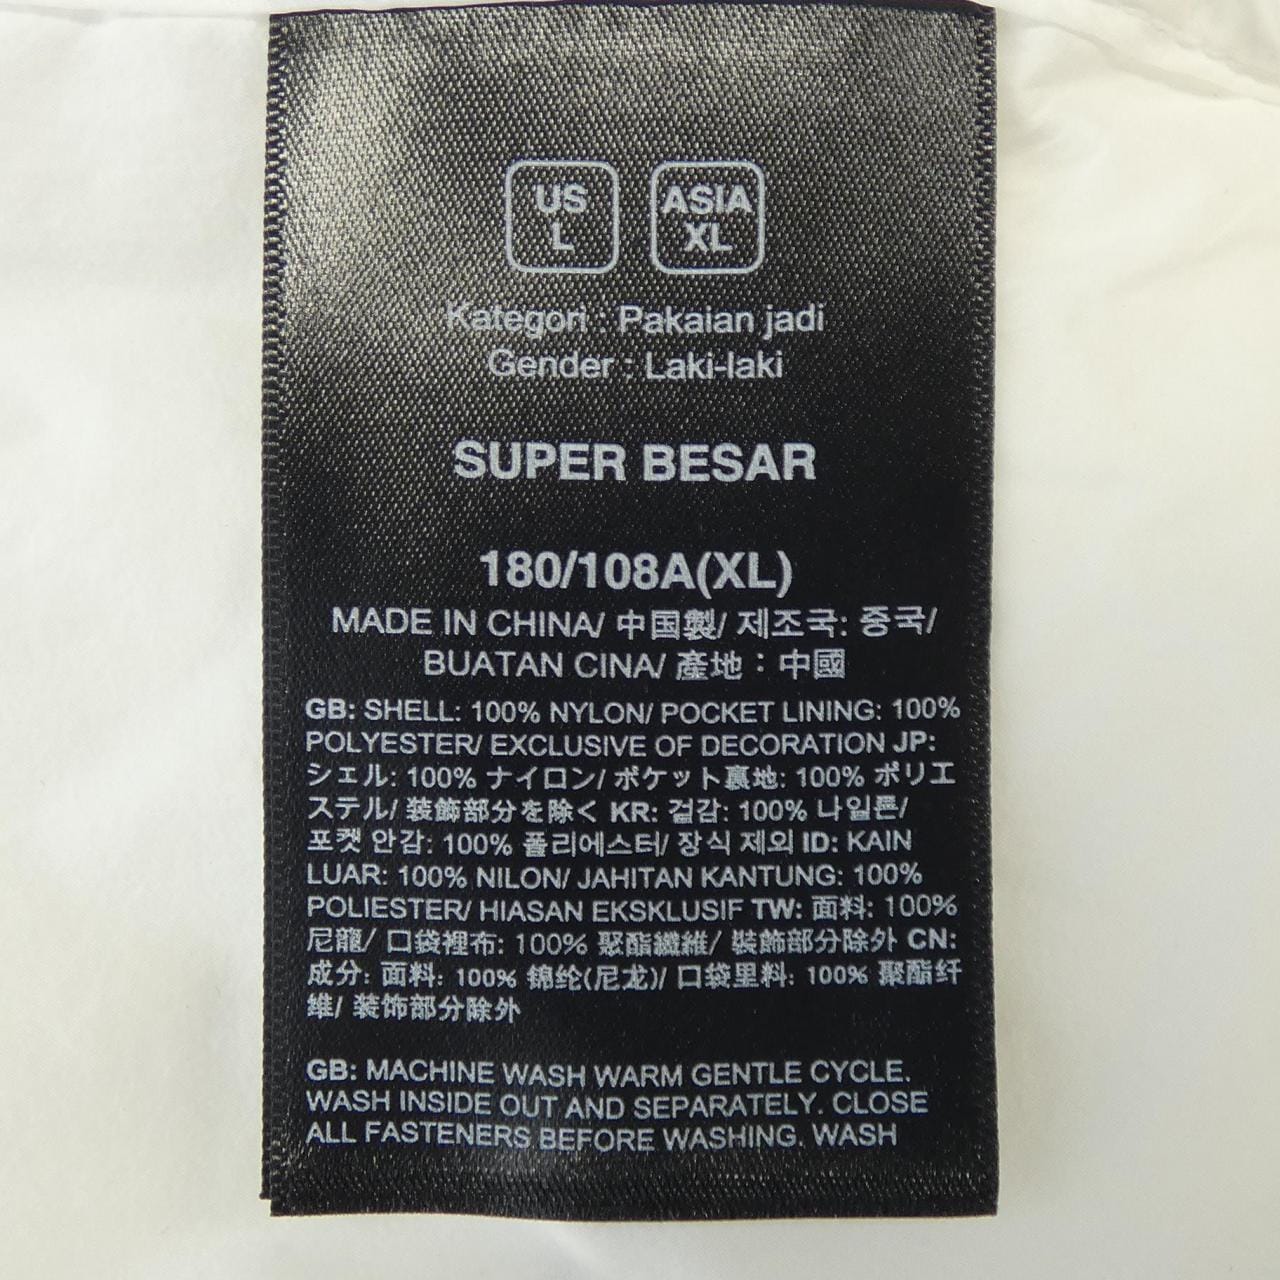 US
L
ASIA
XL
Kategori : Pakaian jadi
Gender : Laki-laki
SUPER BESAR
180/108A(XL)
MADE IN CHINA/ 中国製/ 제조국: 중국/
BUATAN CINA/ 產地：中國
GB: SHELL: 100% NYLON/ POCKET LINING: 100%
POLYESTER/ EXCLUSIVE OF DECORATION JP:
シェル: 100% ナイロン/ ポケット裏地: 100% ポリエ
ステル/ 装飾部分を除く KR: 겉감: 100% 나일론/
포켓 안감: 100% 폴리에스터/ 장식 제외 ID: KAIN
LUAR: 100% NILON/ JAHITAN KANTUNG: 100%
POLIESTER/ HIASAN EKSKLUSIF TW: 面料: 100%
尼龍/ 口袋裡布: 100% 聚酯纖維/ 裝飾部分除外 CN:
成分: 面料: 100% 锦纶(尼龙)/ 口袋里料: 100% 聚酯纤
维/ 装饰部分除外
GB: MACHINE WASH WARM GENTLE CYCLE.
WASH INSIDE OUT AND SEPARATELY. CLOSE
ALL FASTENERS BEFORE WASHING. WASH